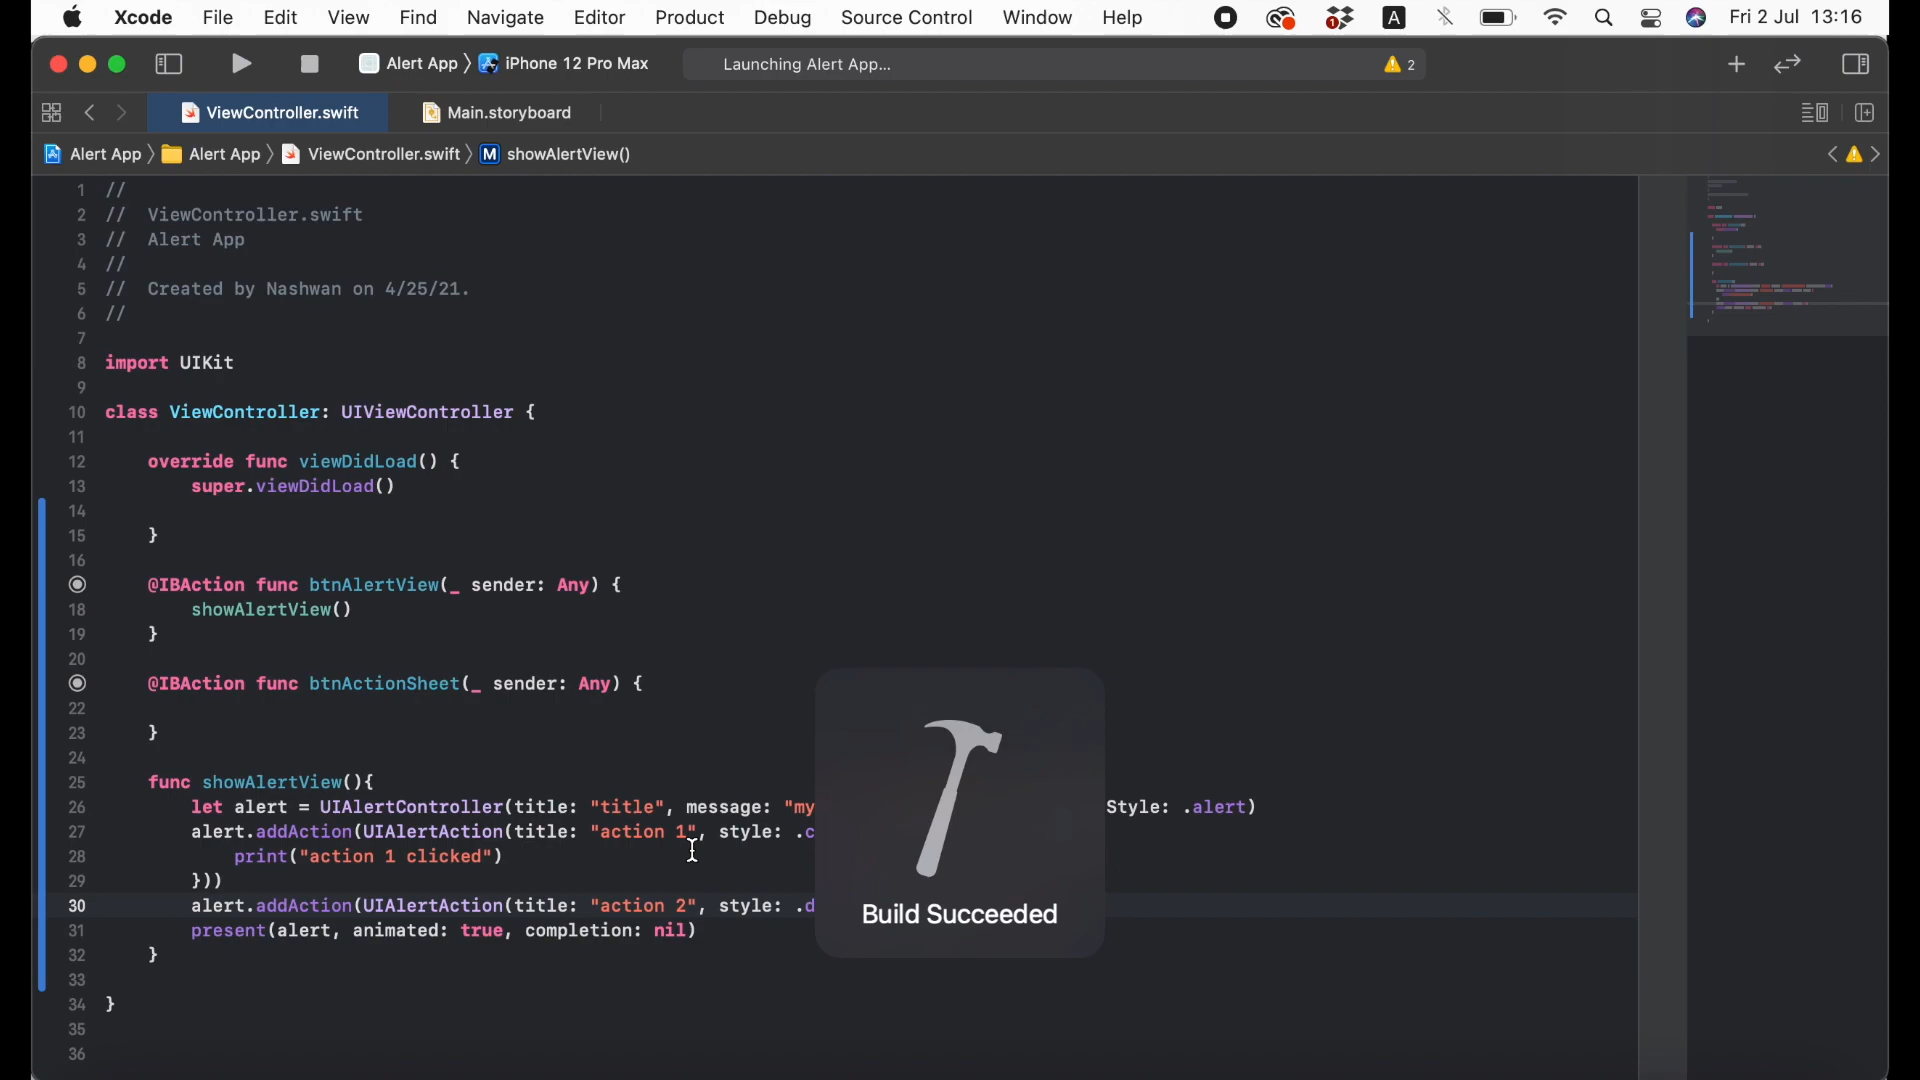 Xcode File Edit View Find Navigate Editor Product Debug Source Control Window Help 1 A Fri 2 Jul 13:16
Alert App iPhone 12 Pro Max Launching Alert App... 2
ViewController.swift Main.storyboard
Alert App Alert App ViewController.swift M showAlertView()
1 //
2 // ViewController.swift
3 // Alert App
4 //
5 // Created by Nashwan on 4/25/21.
6 //
7
8 import UIKit
9
10 class ViewController: UIViewController {
11
12 override func viewDidLoad() {
13 super.viewDidLoad()
14
15 }
16
@IBAction func btnAlertView(_ sender: Any) {
18 showAlertView()
19 }
20
@IBAction func btnActionSheet(_ sender: Any) {
22
23 }
24
25 func showAlertView(){
26 let alert = UIAlertController(title: "title", message: "my Style: .alert)
27 alert.addAction(UIAlertAction(title: "action 1", style: .c
28 print("action 1 clicked")
29 }))
30 alert.addAction(UIAlertAction(title: "action 2", style: .d
31 present(alert, animated: true, completion: nil)
32 }
33
34 }
35
36
Build Succeeded